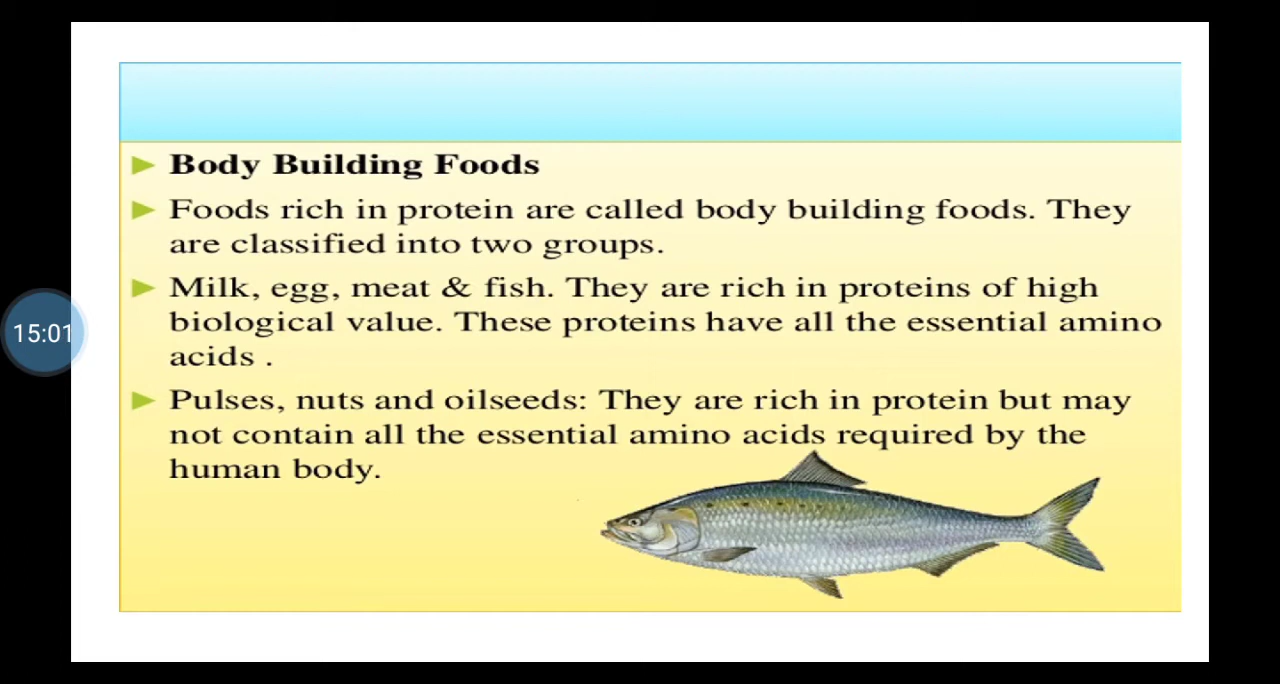 Body Building Foods
Foods rich in protein are called body building foods. They
are classified into two groups.
Milk, egg, meat & fish. They are rich in proteins of high
biological value. These proteins have all the essential amino
acids .
Pulses, nuts and oilseeds: They are rich in protein but may
not contain all the essential amino acids required by the
human body.
15:01